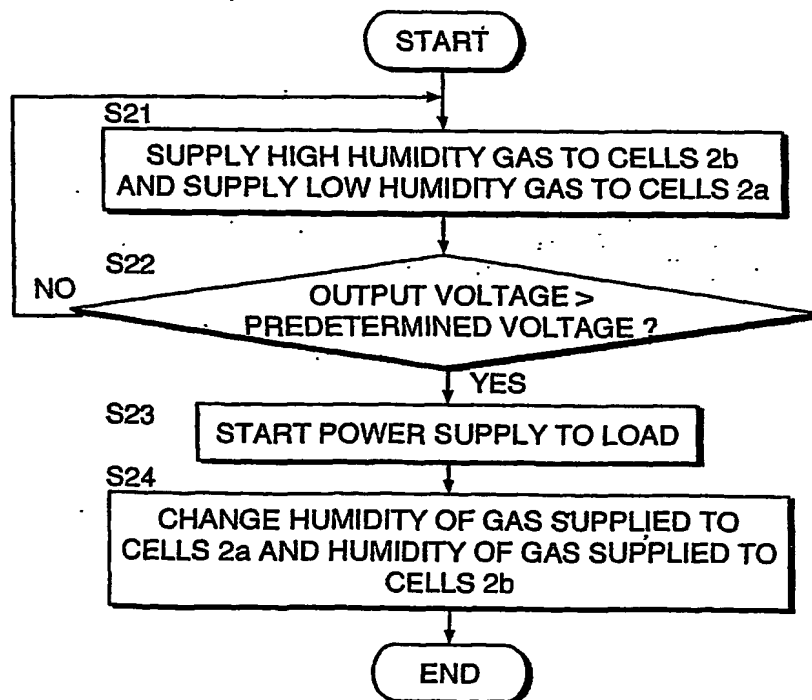 START
S21
SUPPLY HIGH HUMIDITY GAS TO CELLS 2b
AND SUPPLY LOW HUMIDITY GAS TO CELLS 2a
S22
NO
OUTPUT VOLTAGE >
PREDETERMINED VOLTAGE ?
YES
S23
START POWER SUPPLY TO LOAD
S24
CHANGE HUMIDITY OF GAS SUPPLIED TO
CELLS 2a AND HUMIDITY OF GAS SUPPLIED TO
CELLS 2b
END